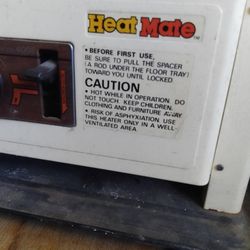 Heat Mate
• BEFORE FIRST USE,
BE SURE TO PULL THE SPACER
(A ROD UNDER THE FLOOR TRAY)
TOWARD YOU UNTIL LOCKED.
CAUTION
• HOT WHILE IN OPERATION. DO
NOT TOUCH. KEEP CHILDREN,
CLOTHING AND FURNITURE AWAY.
• RISK OF ASPHYXIATION. USE
THIS HEATER ONLY IN A WELL-
VENTILATED AREA.